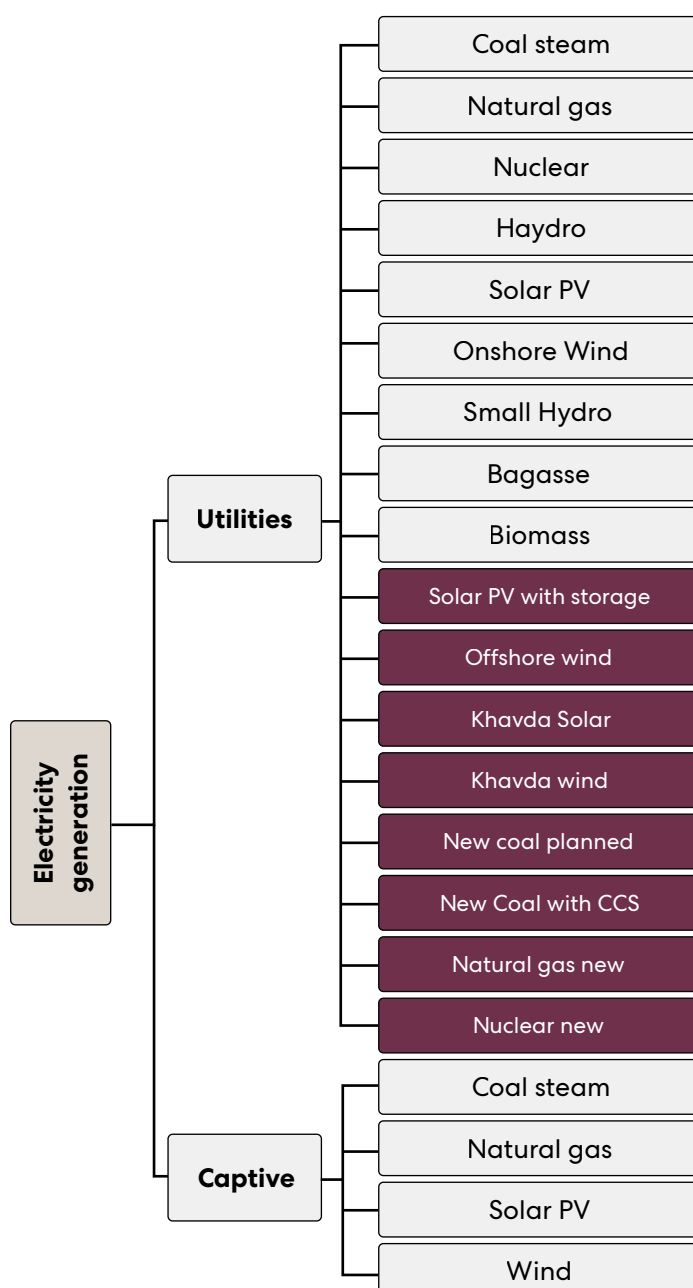 Electricity
generation
Utilities
Coal steam
Natural gas
Nuclear
Haydro
Solar PV
Onshore Wind
Small Hydro
Bagasse
Biomass
Solar PV with storage
Offshore wind
Khavda Solar
Khavda wind
New coal planned
New Coal with CCS
Natural gas new
Nuclear new
Captive
Coal steam
Natural gas
Solar PV
Wind